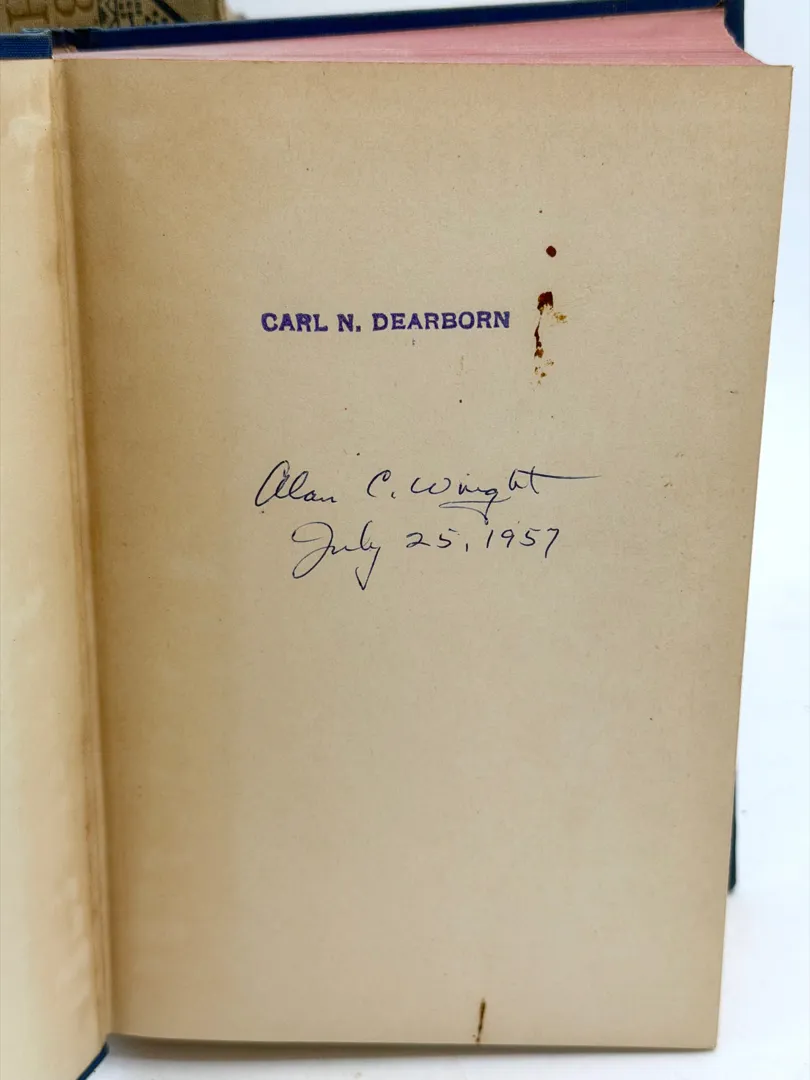 CARL N. DEARBORN
Alan C. Wright
July 25, 1957